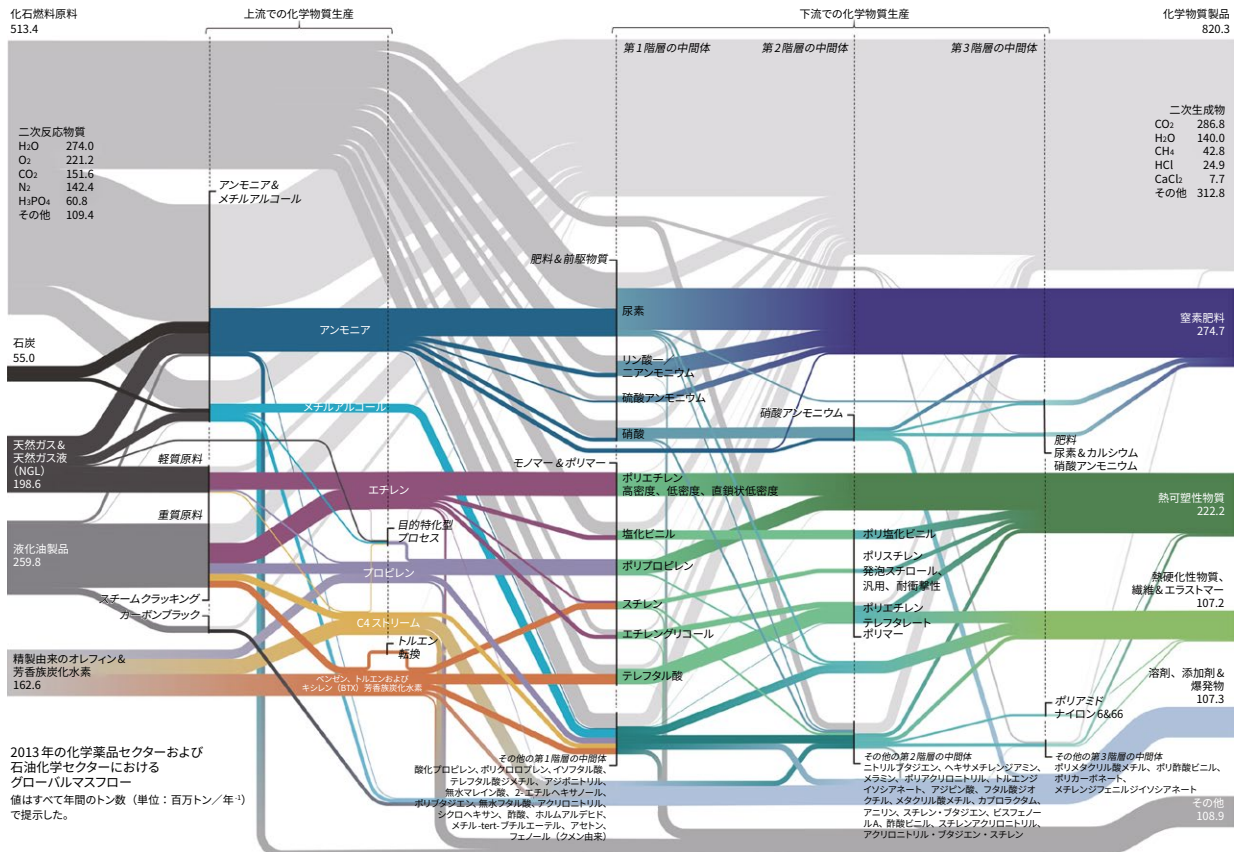 化石燃料原料
513.4
上流での化学物質生産
下流での化学物質生産
化学物質製品
820.3
第1階層の中間体
第2階層の中間体
第3階層の中間体
二次反応物質
H₂O 274.0
O₂ 221.2
CO₂ 151.6
N₂ 142.4
H₃PO₄ 60.8
その他 109.4
二次生成物
CO₂ 286.8
H₂O 140.0
CH₄ 42.8
HCl 24.9
CaCl₂ 7.7
その他 312.8
アンモニア&
メチルアルコール
肥料&前駆物質
石炭
55.0
アンモニア
尿素
窒素肥料
274.7
リン酸一/
二アンモニウム
硫酸アンモニウム
メチルアルコール
硝酸アンモニウム
硝酸
肥料
尿素&カルシウム
硝酸アンモニウム
天然ガス&
天然ガス液
(NGL)
198.6
軽質原料
モノマー&ポリマー
エチレン
ポリエチレン
高密度、低密度、直鎖状低密度
熱可塑性物質
222.2
重質原料
目的特化型
プロセス
塩化ビニル
ポリ塩化ビニル
液化油製品
259.8
プロピレン
ポリプロピレン
ポリスチレン
発泡スチロール、
汎用、耐衝撃性
熱硬化性物質、
繊維&エラストマー
107.2
スチームクラッキング
カーボンブラック
スチレン
C4 ストリーム
エチレングリコール
ポリエチレン
テレフタレート
ポリマー
トルエン
転換
精製由来のオレフィン&
芳香族炭化水素
162.6
ベンゼン、トルエンおよび
キシレン(BTX)芳香族炭化水素
テレフタル酸
溶剤、添加剤&
爆発物
107.3
ポリアミド
ナイロン6&66
2013年の化学薬品セクターおよび
石油化学セクターにおける
グローバルマスフロー
値はすべて年間のトン数(単位:百万トン/年⁻¹)
で提示した。
その他の第1階層の中間体
酸化プロピレン、ポリクロロプレン、イソフタル酸、
テレフタル酸ジメチル、アジポニトリル、
無水マレイン酸、2-エチルヘキサノール、
ポリブタジエン、無水フタル酸、アクリロニトリル、
シクロヘキサン、酢酸、ホルムアルデヒド、
メチル-tert-ブチルエーテル、アセトン、
フェノール(クメン由来)
その他の第2階層の中間体
ニトリルブタジエン、ヘキサメチレンジアミン、
メラミン、ポリアクリロニトリル、トルエンジ
イソシアネート、アジピン酸、フタル酸ジオ
クチル、メタクリル酸メチル、カプロラクタム、
アニリン、スチレン・ブタジエン、ビスフェノ
ールA、酢酸ビニル、スチレンアクリロニトリル、
アクリロニトリル・ブタジエン・スチレン
その他の第3階層の中間体
ポリメタクリル酸メチル、ポリ酢酸ビニル、
ポリカーボネート、
メチレンジフェニルジイソシアネート
その他
108.9